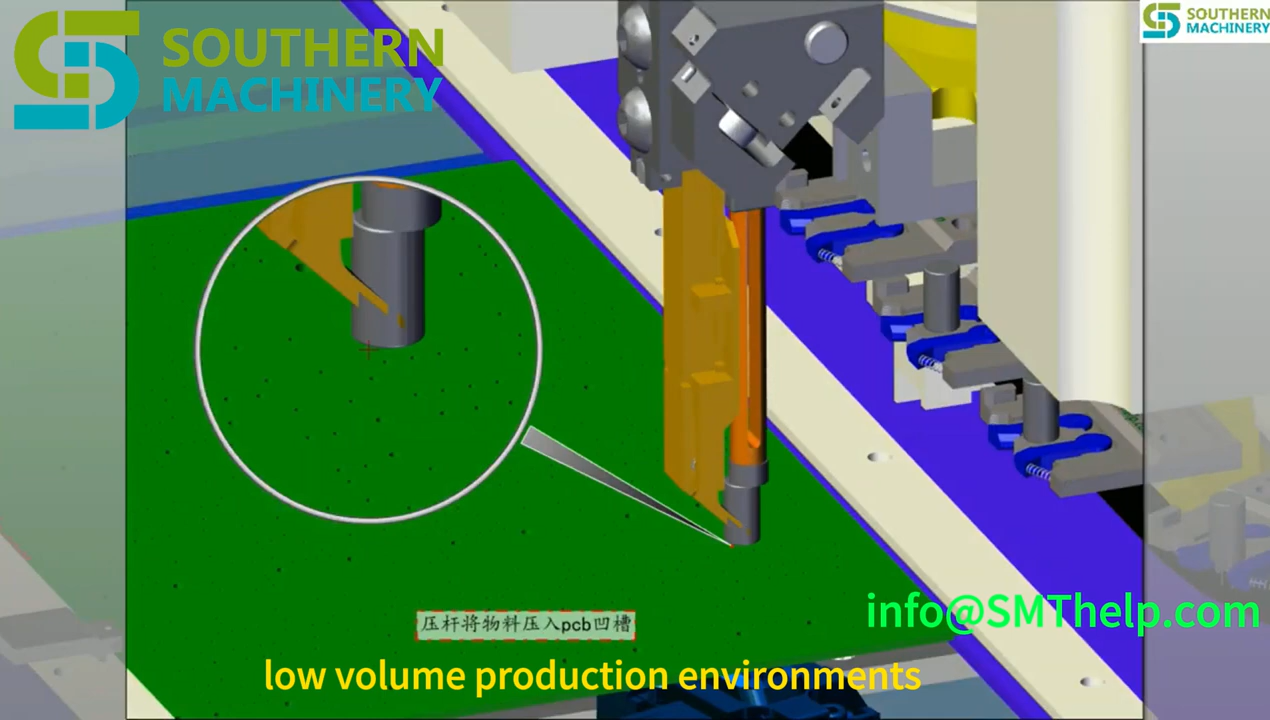 SOUTHERN
MACHINERY
SOUTHERN
MACHINERY
info@SMThelp.com
压杆将物料压入pcb凹槽
low volume production environments